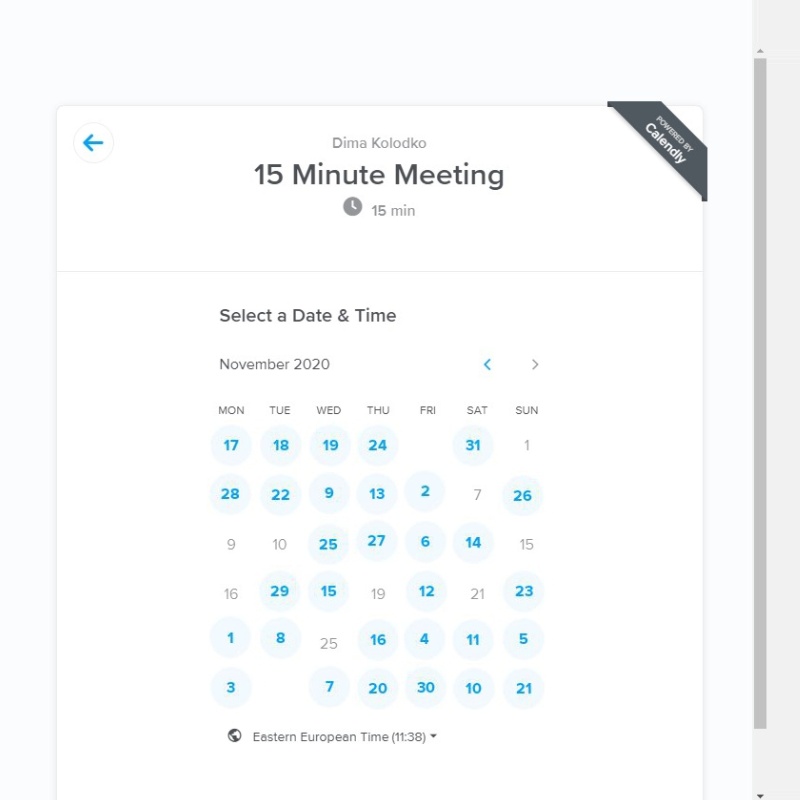 POWERED BY
Calendly
Dima Kolodko
15 Minute Meeting
15 min
Select a Date & Time
November 2020
MON TUE WED THU FRI SAT SUN
17 18 19 24 31 1
28 22 9 13 2 7 26
9 10 25 27 6 14 15
16 29 15 19 12 21 23
1 8 25 16 4 11 5
3 7 20 30 10 21
Eastern European Time (11:38)